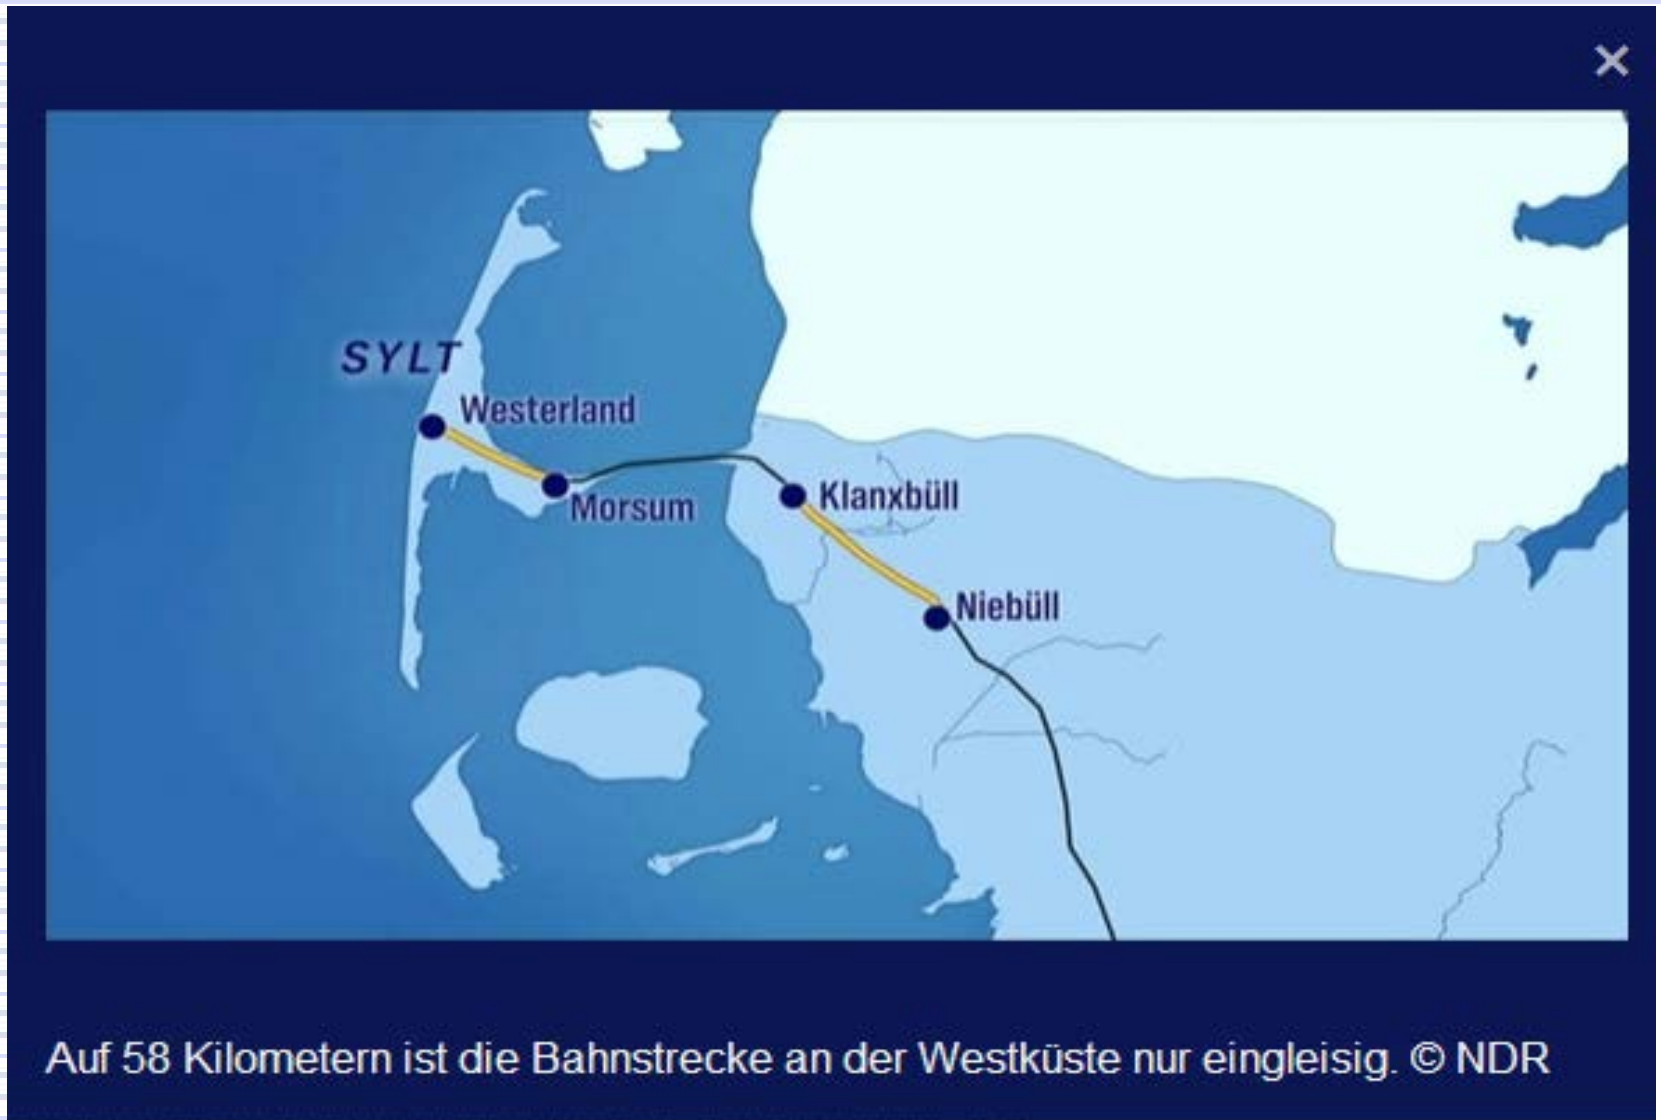 ×
SYLT
Westerland
Morsum
Klanxbüll
Niebüll
Auf 58 Kilometern ist die Bahnstrecke an der Westküste nur eingleisig. © NDR